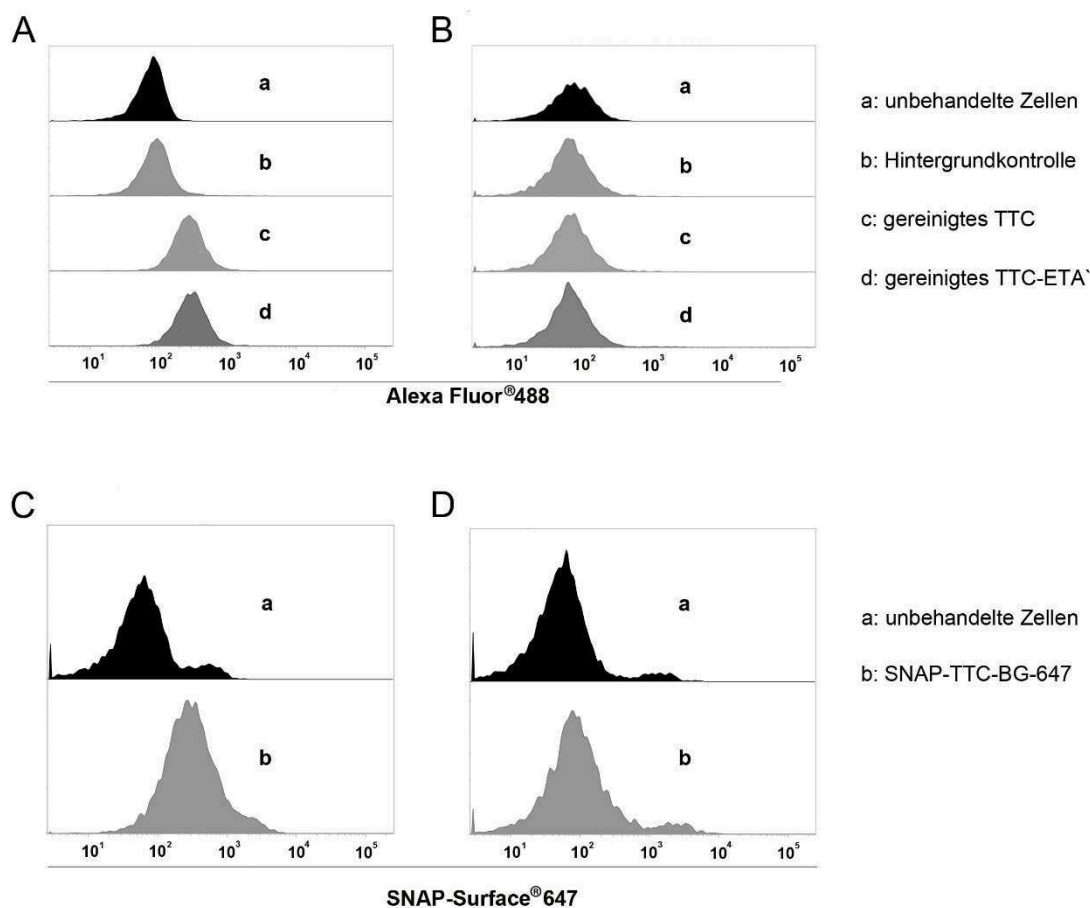 A
a
b
c
d
10¹ 10² 10³ 10⁴ 10⁵
B
a
b
c
d
10¹ 10² 10³ 10⁴ 10⁵
Alexa Fluor®488
a: unbehandelte Zellen
b: Hintergrundkontrolle
c: gereinigtes TTC
d: gereinigtes TTC-ETA`
C
a
b
10¹ 10² 10³ 10⁴ 10⁵
D
a
b
10¹ 10² 10³ 10⁴ 10⁵
SNAP-Surface®647
a: unbehandelte Zellen
b: SNAP-TTC-BG-647